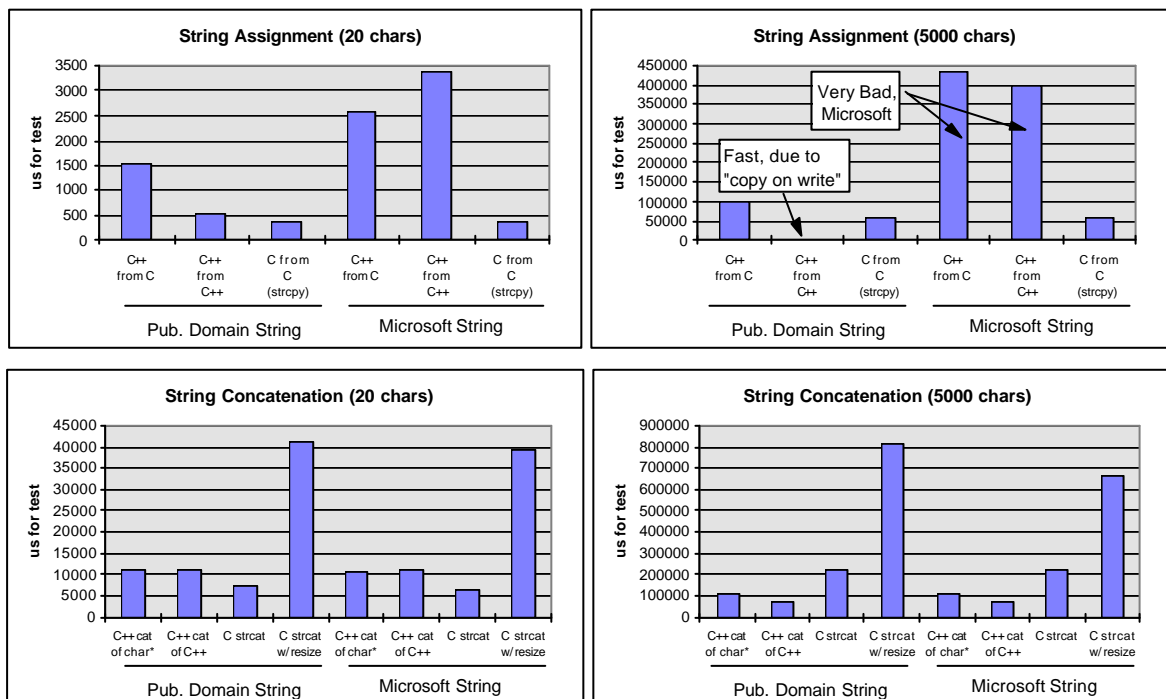 String Assignment (20 chars)
us for test
3500
3000
2500
2000
1500
1000
500
0
C++ from C
C++ from C++
C from C (strcpy)
C++ from C
C++ from C++
C from C (strcpy)
Pub. Domain String
Microsoft String
String Assignment (5000 chars)
us for test
450000
400000
350000
300000
250000
200000
150000
100000
50000
0
Very Bad,
Microsoft
Fast, due to
"copy on write"
C++ from C
C++ from C++
C from C (strcpy)
C++ from C
C++ from C++
C from C (strcpy)
Pub. Domain String
Microsoft String
String Concatenation (20 chars)
us for test
45000
40000
35000
30000
25000
20000
15000
10000
5000
0
C++ cat of char*
C++ cat of C++
C strcat
C strcat w/ resize
C++ cat of char*
C++ cat of C++
C strcat
C strcat w/ resize
Pub. Domain String
Microsoft String
String Concatenation (5000 chars)
us for test
900000
800000
700000
600000
500000
400000
300000
200000
100000
0
C++ cat of char*
C++ cat of C++
C strcat
C strcat w/ resize
C++ cat of char*
C++ cat of C++
C strcat
C strcat w/ resize
Pub. Domain String
Microsoft String